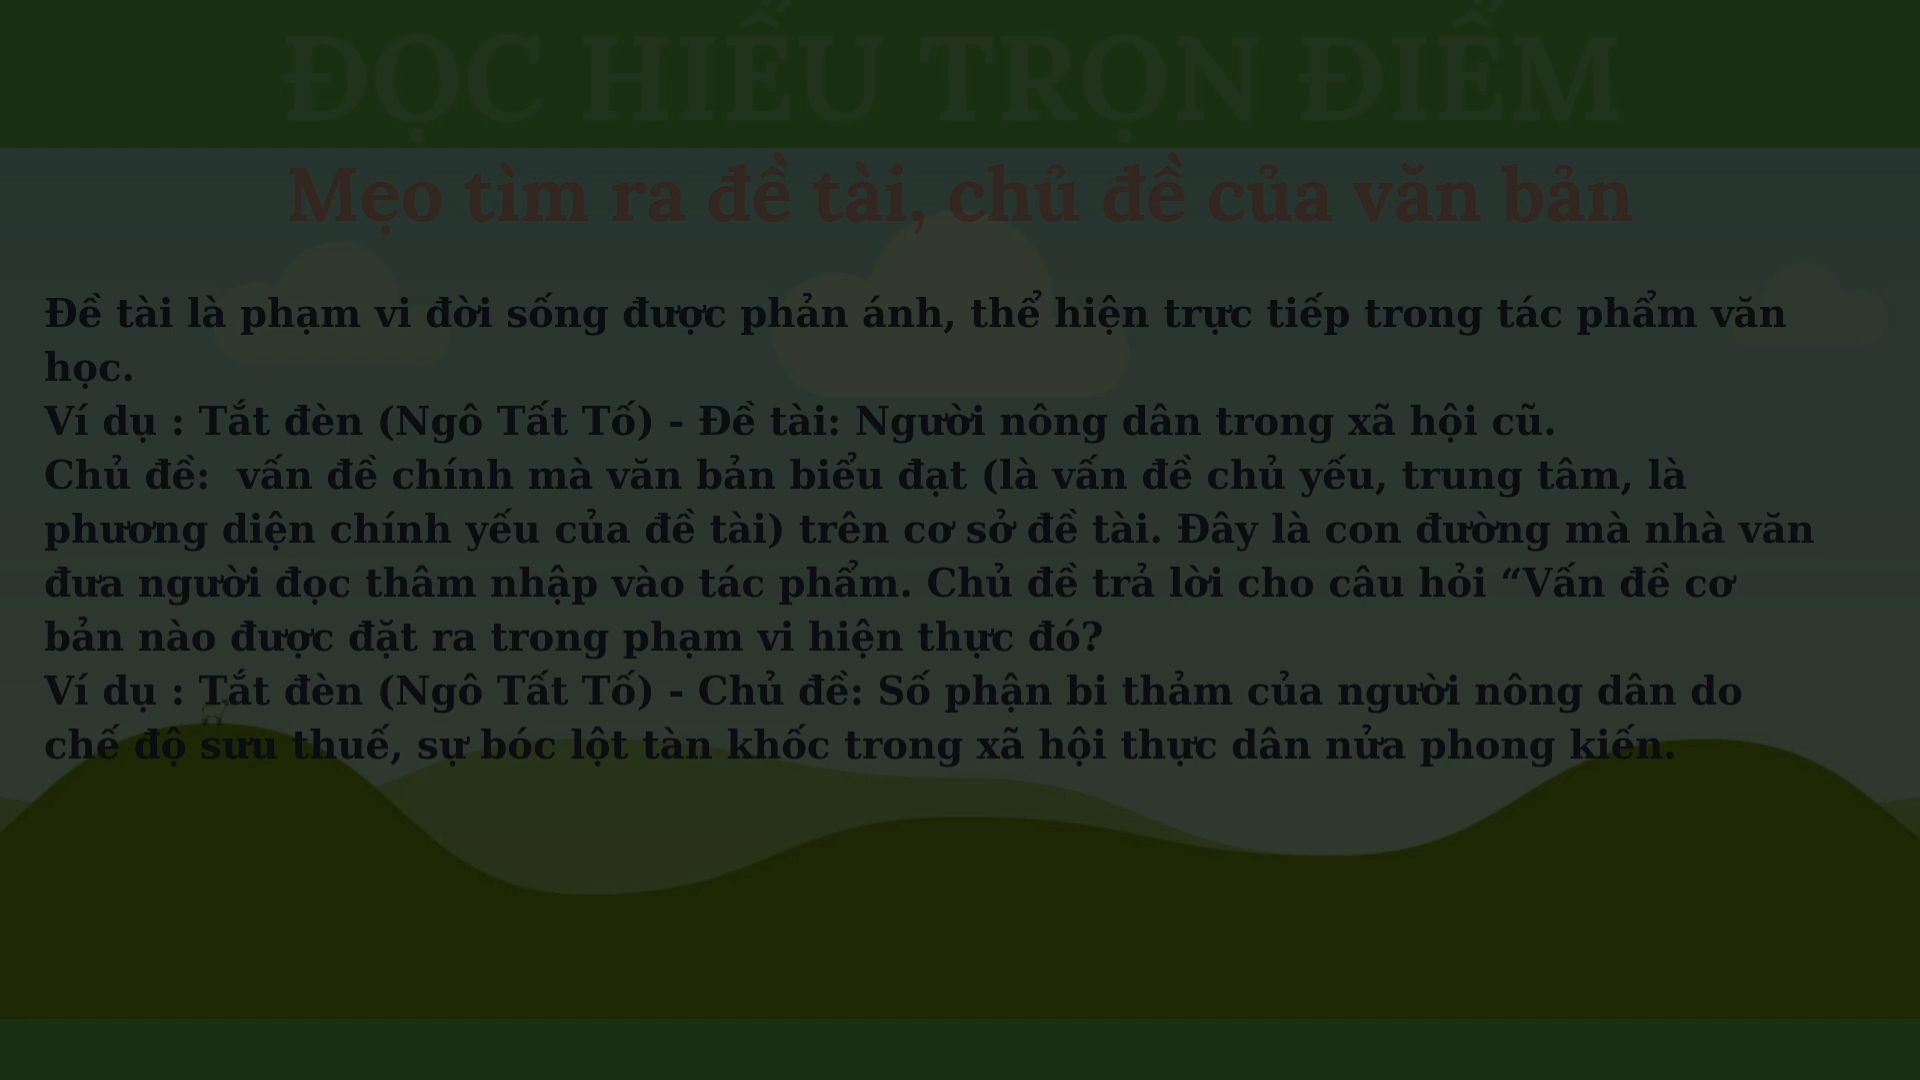 ĐỌC HIỂU TRỌN ĐIỂM
Mẹo tìm ra đề tài, chủ đề của văn bản
Đề tài là phạm vi đời sống được phản ánh, thể hiện trực tiếp trong tác phẩm văn
học.
Ví dụ : Tắt đèn (Ngô Tất Tố) - Đề tài: Người nông dân trong xã hội cũ.
Chủ đề:  vấn đề chính mà văn bản biểu đạt (là vấn đề chủ yếu, trung tâm, là
phương diện chính yếu của đề tài) trên cơ sở đề tài. Đây là con đường mà nhà văn
đưa người đọc thâm nhập vào tác phẩm. Chủ đề trả lời cho câu hỏi “Vấn đề cơ
bản nào được đặt ra trong phạm vi hiện thực đó?
Ví dụ : Tắt đèn (Ngô Tất Tố) - Chủ đề: Số phận bi thảm của người nông dân do
chế độ sưu thuế, sự bóc lột tàn khốc trong xã hội thực dân nửa phong kiến.